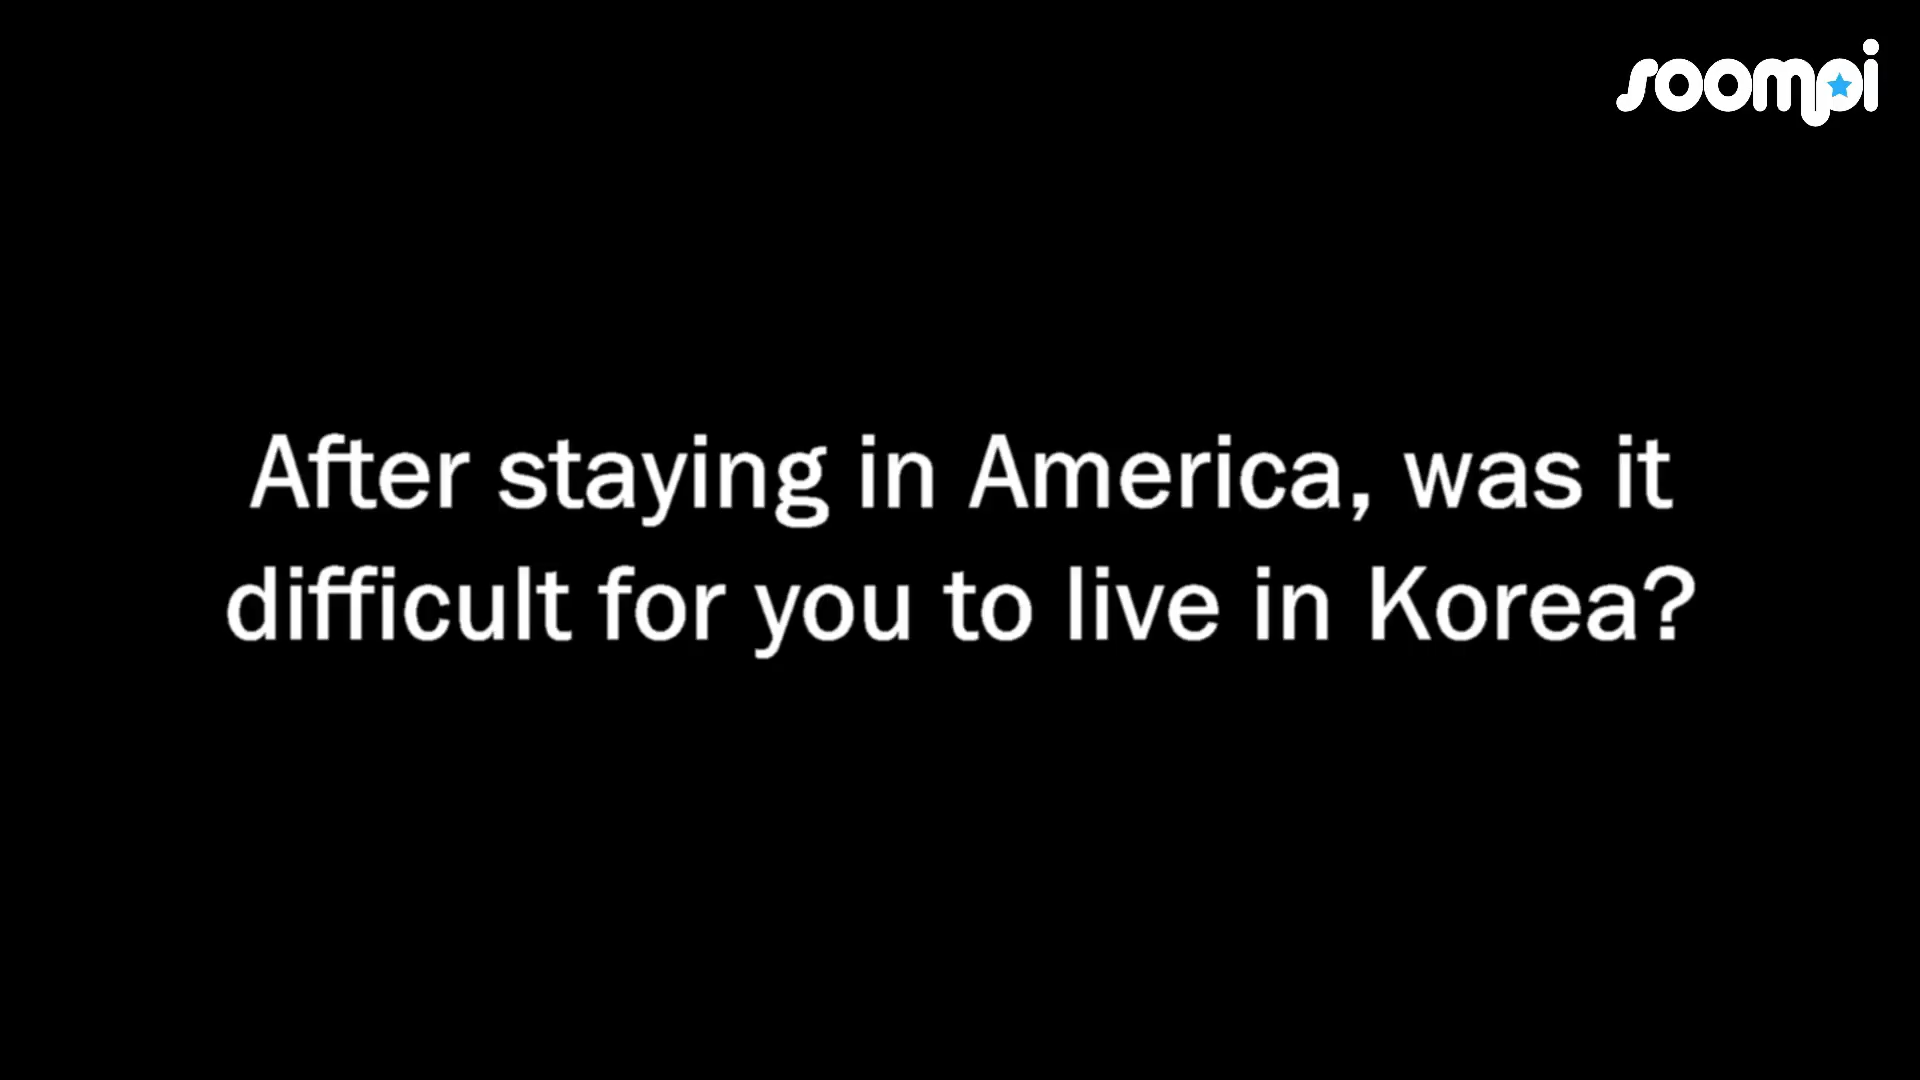 soompi
After staying in America, was it
difficult for you to live in Korea?